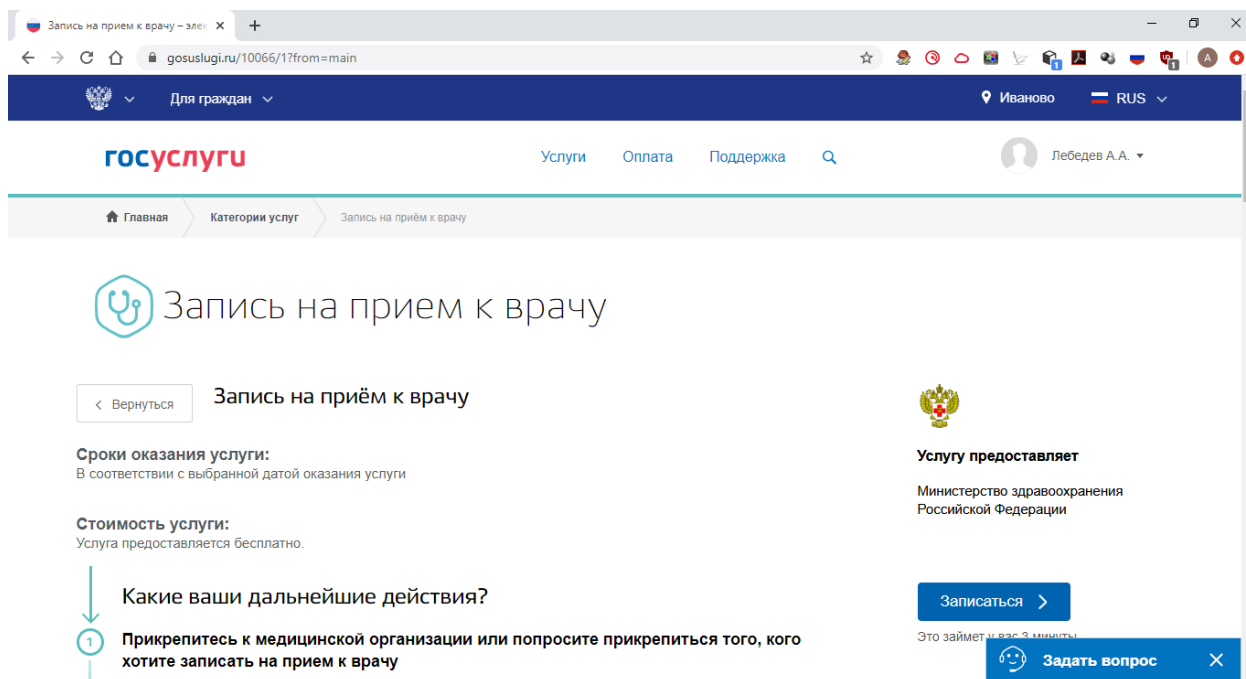 Запись на прием к врачу – элек
gosuslugi.ru/10066/1?from=main
1
A
1
Для граждан
Иваново
RUS
госуслуги
Услуги
Оплата
Поддержка
Лебедев А.А.
Главная
Категории услуг
Запись на приём к врачу
Запись на прием к врачу
Вернуться
Запись на приём к врачу
Сроки оказания услуги:
В соответствии с выбранной датой оказания услуги
Стоимость услуги:
Услуга предоставляется бесплатно.
Какие ваши дальнейшие действия?
1
Прикрепитесь к медицинской организации или попросите прикрепиться того, кого
хотите записать на прием к врачу
Услугу предоставляет
Министерство здравоохранения
Российской Федерации
Записаться
Это займет у вас 3 минуты
Задать вопрос